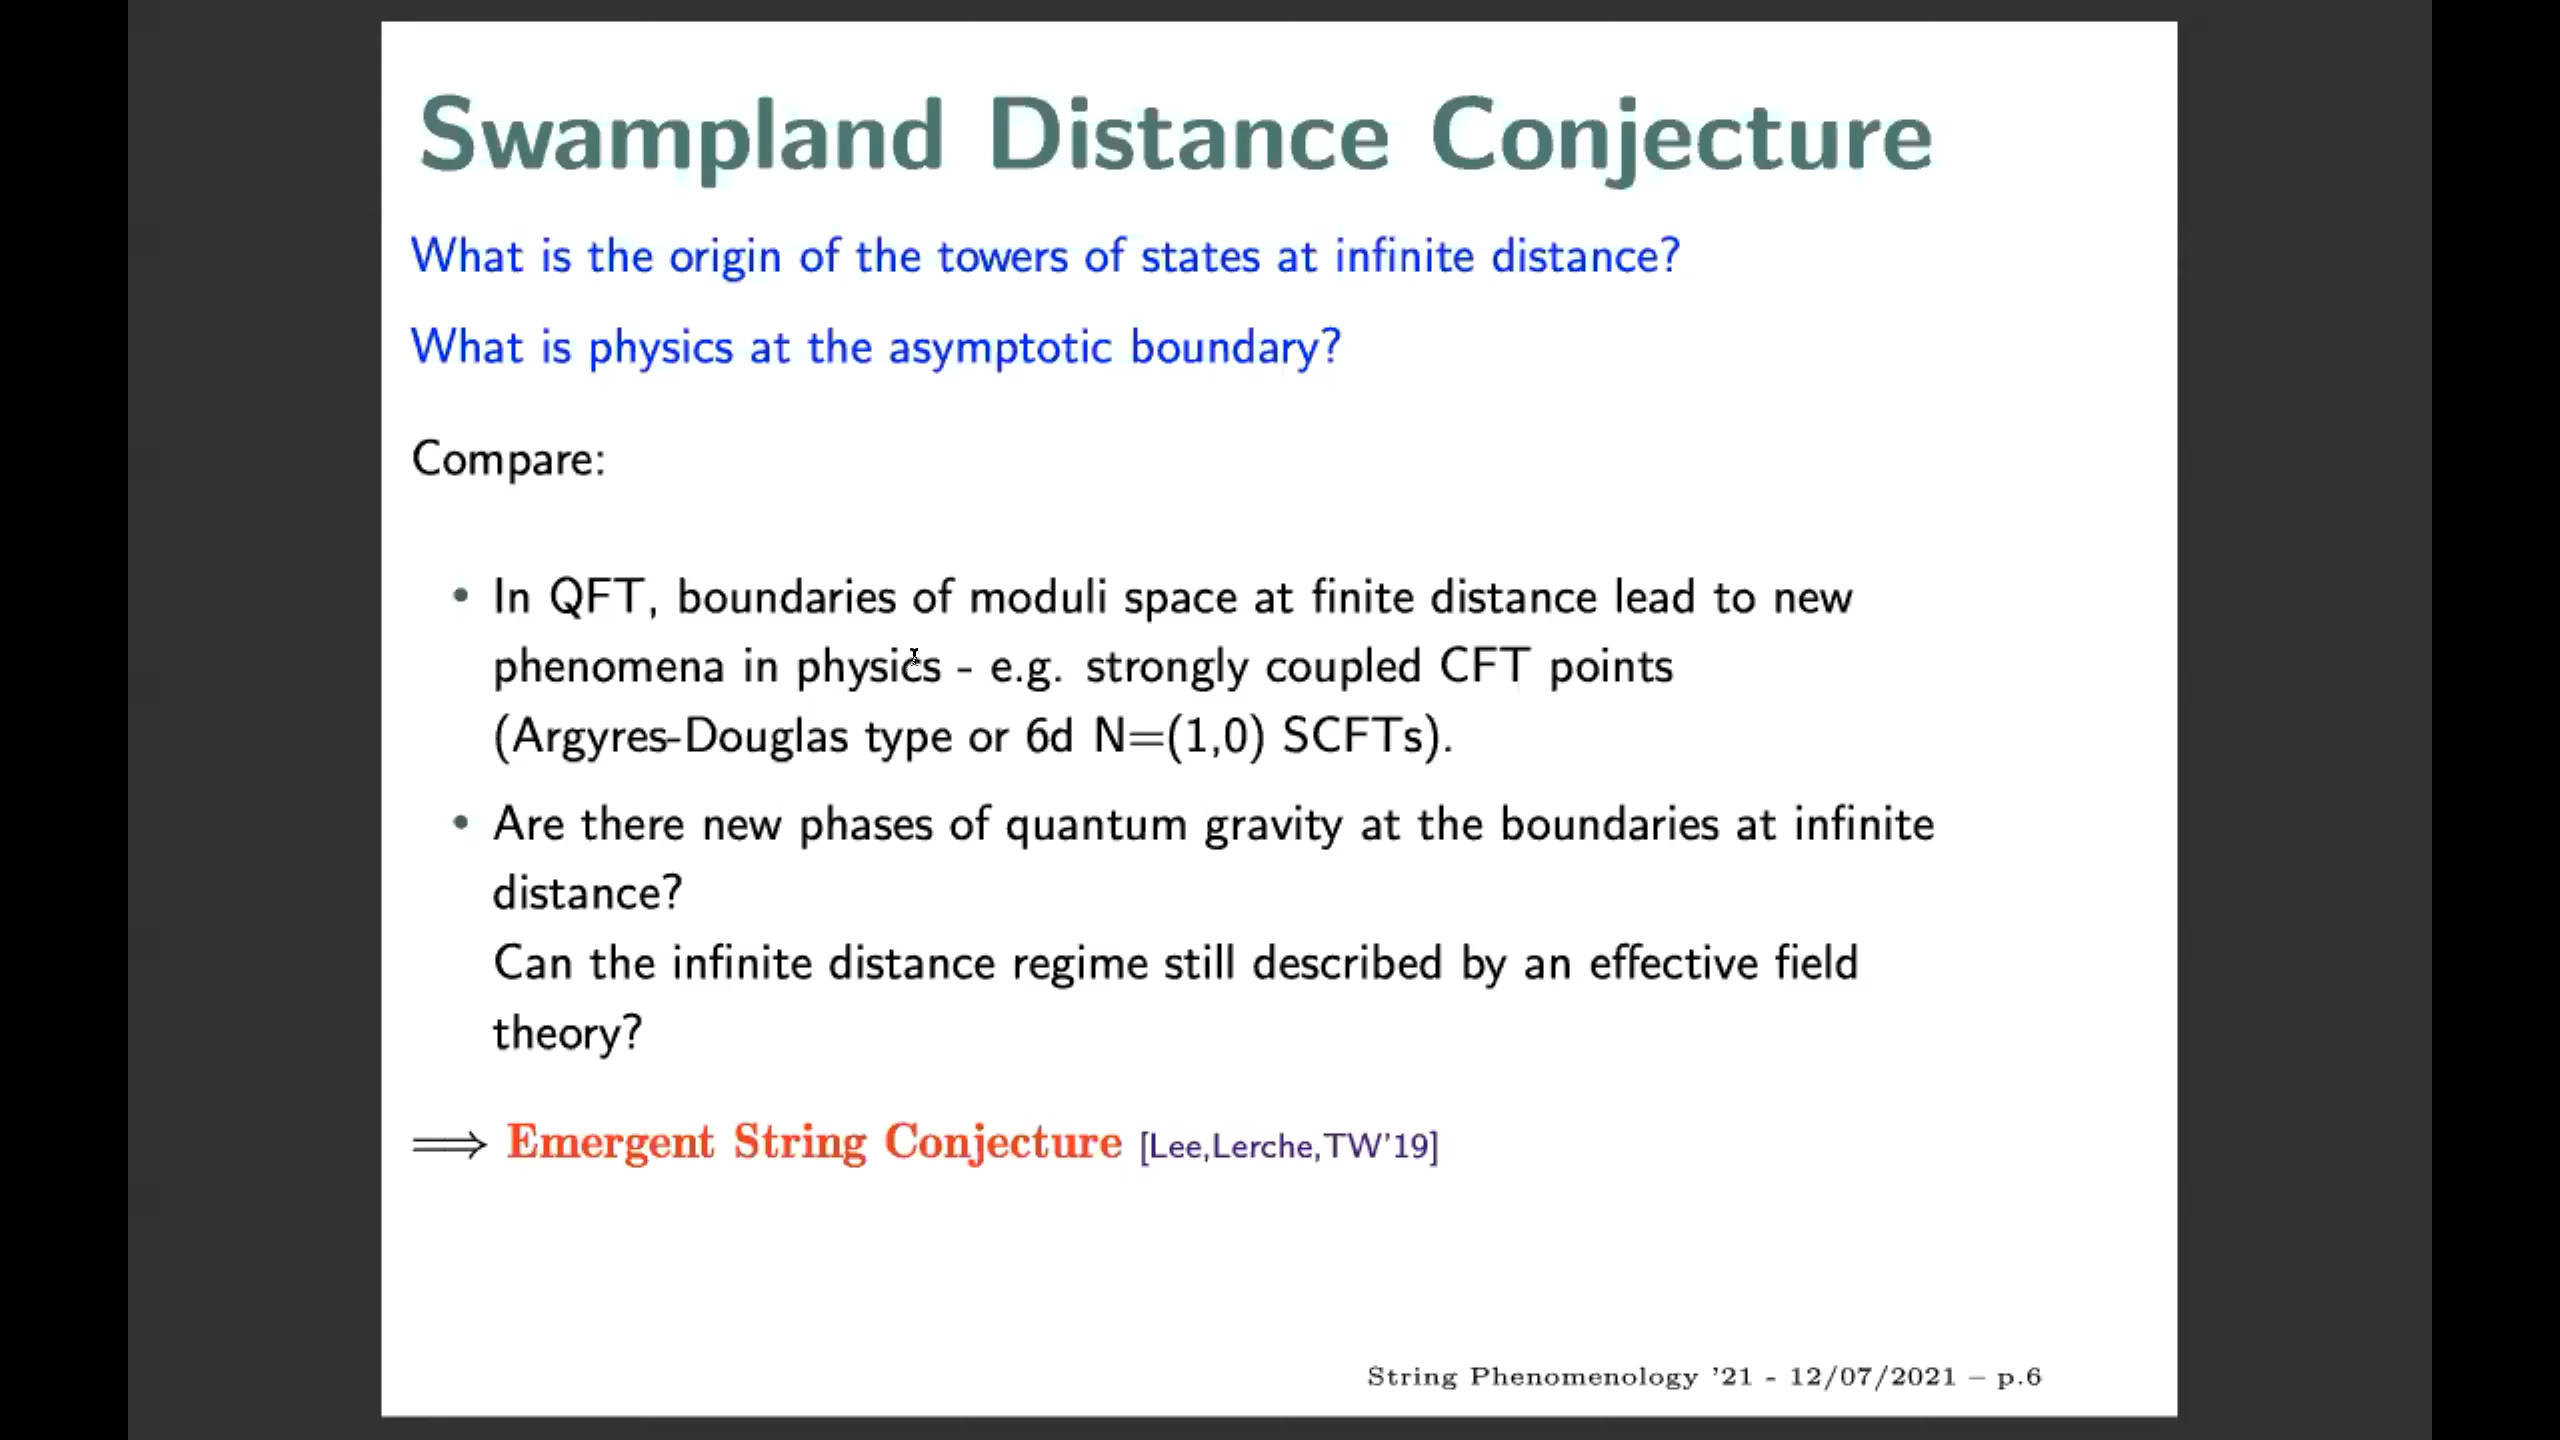 Swampland Distance Conjecture
What is the origin of the towers of states at infinite distance?
What is physics at the asymptotic boundary?
Compare:
• In QFT, boundaries of moduli space at finite distance lead to new
phenomena in physics - e.g. strongly coupled CFT points
(Argyres-Douglas type or 6d N=(1,0) SCFTs).
• Are there new phases of quantum gravity at the boundaries at infinite
distance?
Can the infinite distance regime still described by an effective field
theory?
⟹ Emergent String Conjecture [Lee,Lerche,TW'19]
String Phenomenology '21 - 12/07/2021 – p.6